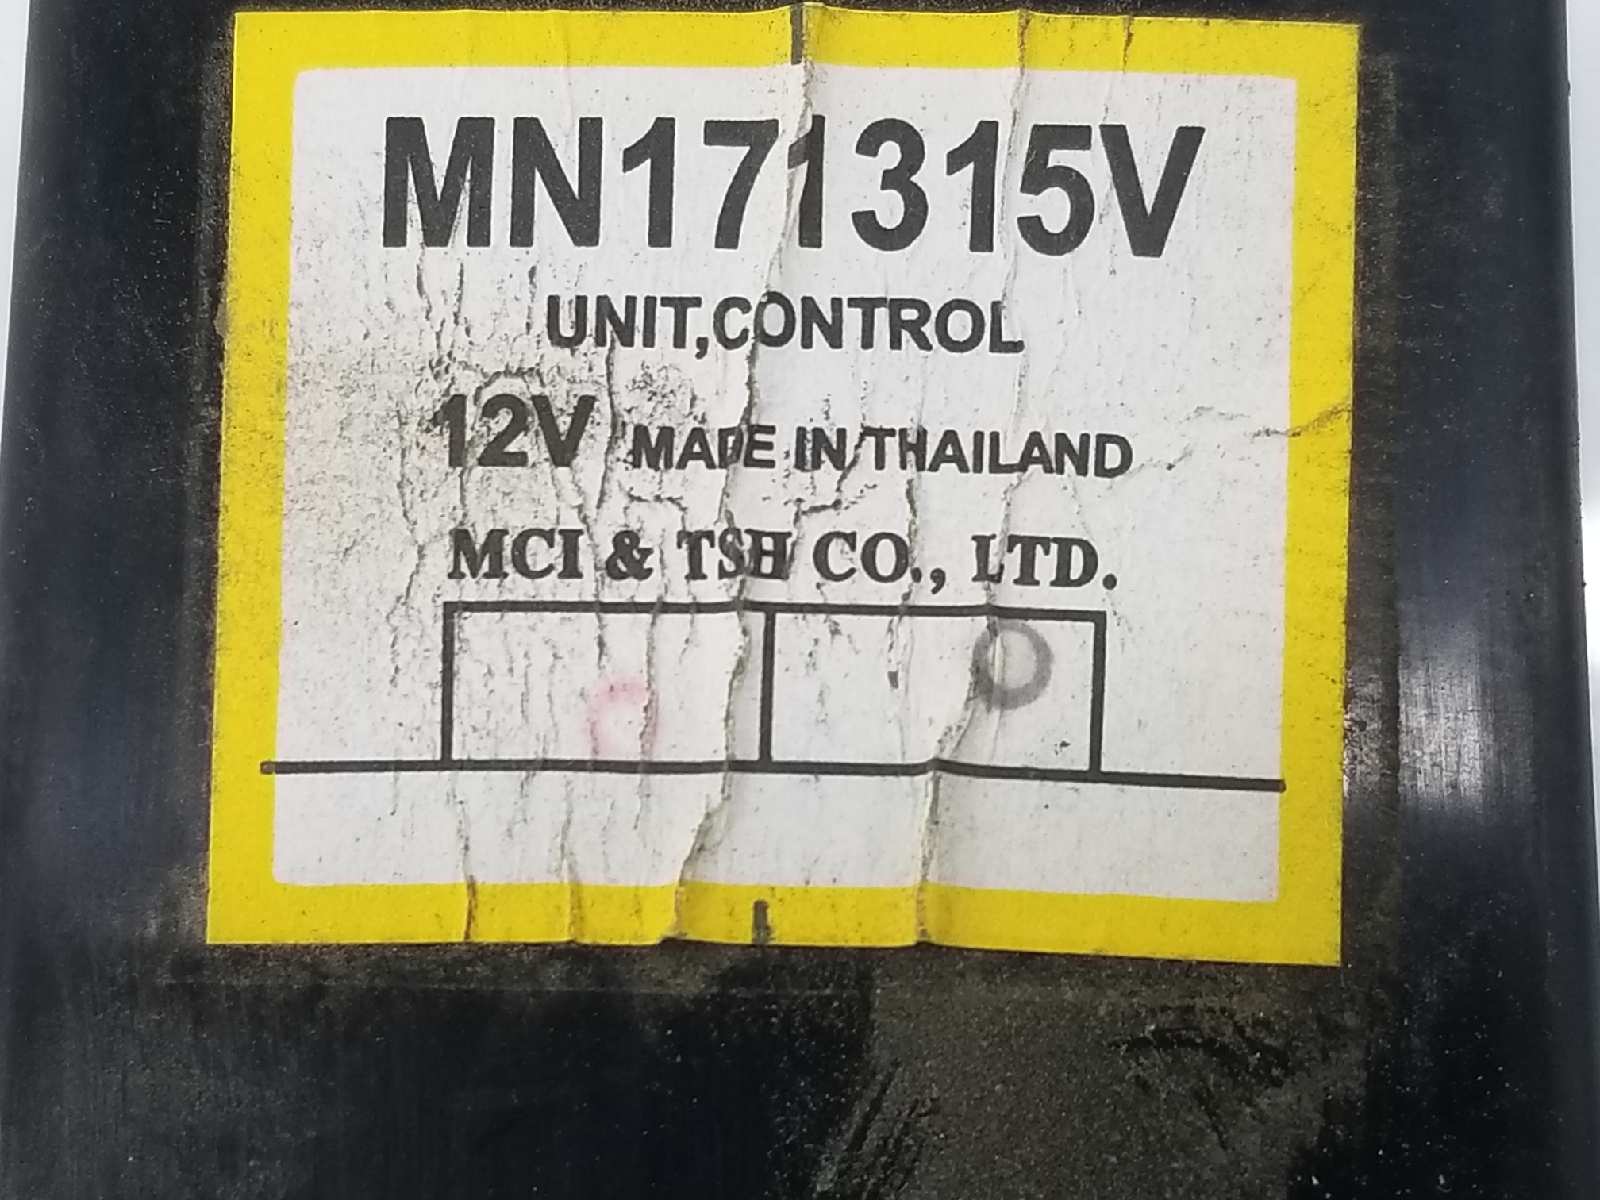 MN171315V
UNIT,CONTROL
12V MADE IN THAILAND
MCI & TSH CO., LTD.